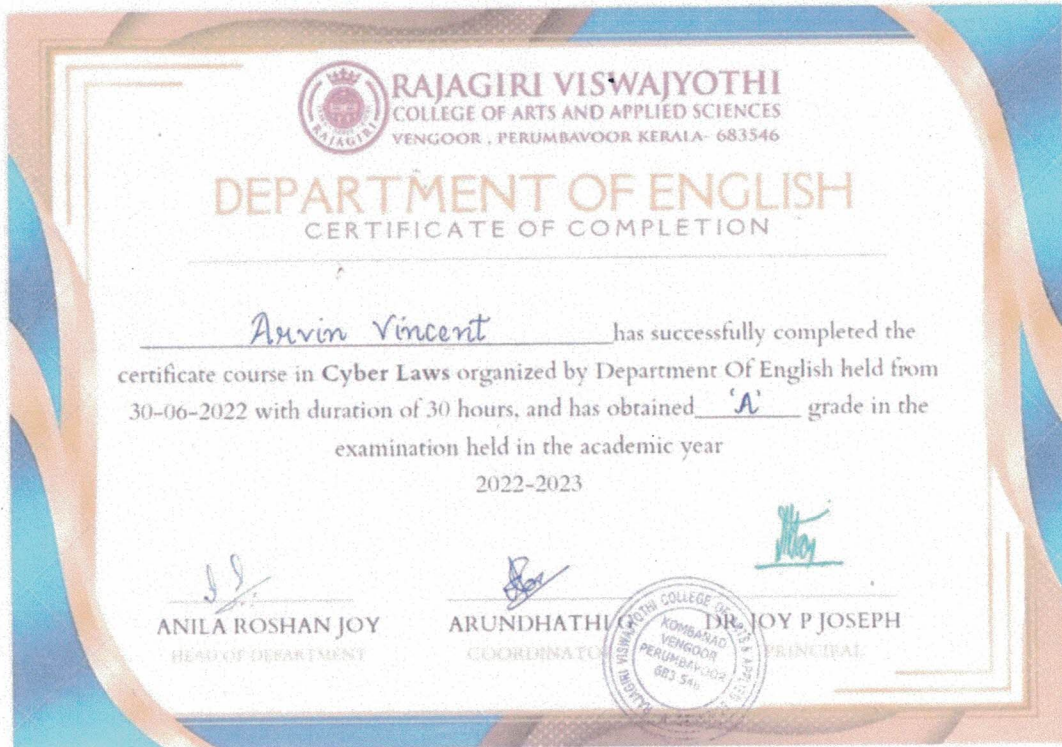 RAJAGIRI VISWAJYOTHI
COLLEGE OF ARTS AND APPLIED SCIENCES
VENGOOR , PERUMBAVOOR KERALA- 683546
RAJAGIRI
DEPARTMENT OF ENGLISH
CERTIFICATE OF COMPLETION
Arvin Vincent has successfully completed the
certificate course in Cyber Laws organized by Department Of English held from
30-06-2022 with duration of 30 hours, and has obtained 'A' grade in the
examination held in the academic year
2022-2023
ANILA ROSHAN JOY ARUNDHATHI DR. JOY P JOSEPH
HEAD OF DEPARTMENT COORDINATOR PRINCIPAL
RAJAGIRI VISWAJYOTHI COLLEGE OF ARTS & APPLIED
KOMBANAD
VENGOOR
PERUMBAVOOR
683 546